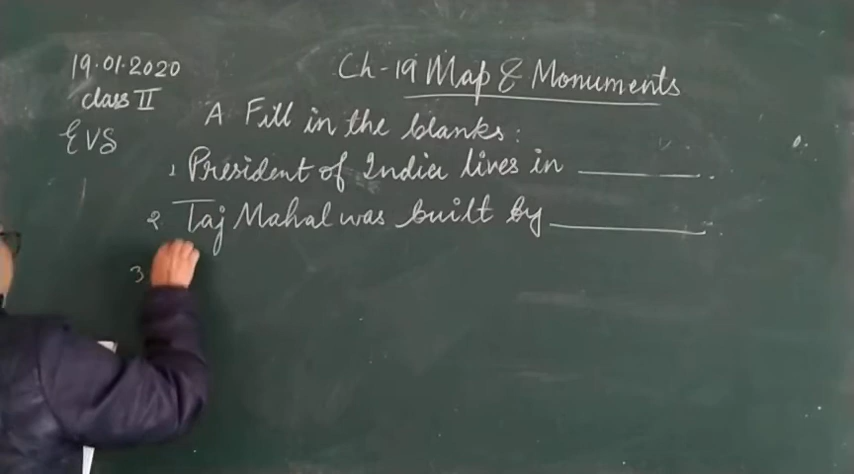 19.01.2020
Ch-19 Map & Monuments
class II
A Fill in the blanks:
EVS
1 President of India lives in ________.
2. Taj Mahal was built by ________.
3